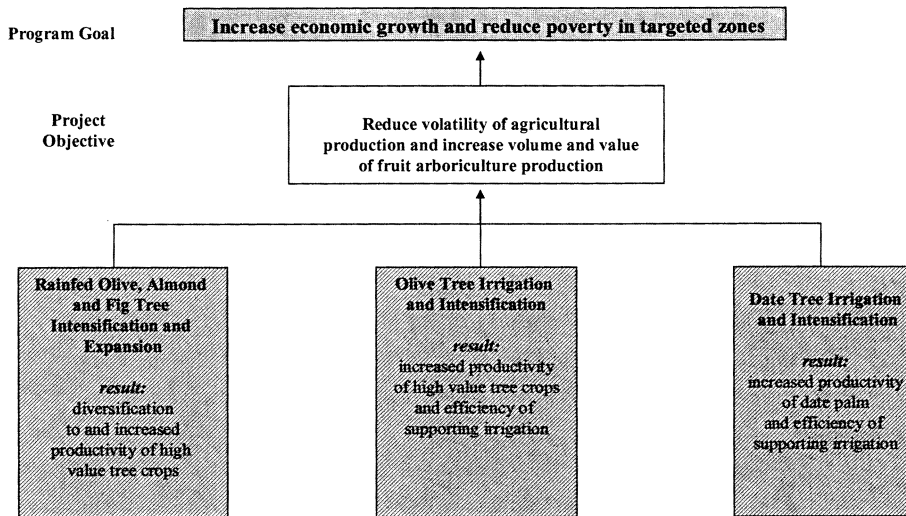 Program Goal
Increase economic growth and reduce poverty in targeted zones
Project
Objective
Reduce volatility of agricultural
production and increase volume and value
of fruit arboriculture production
Rainfed Olive, Almond
and Fig Tree
Intensification and
Expansion
result:
diversification
to and increased
productivity of high
value tree crops
Olive Tree Irrigation
and Intensification
result:
increased productivity
of high value tree crops
and efficiency of
supporting irrigation
Date Tree Irrigation
and Intensification
result:
increased productivity
of date palm
and efficiency of
supporting irrigation